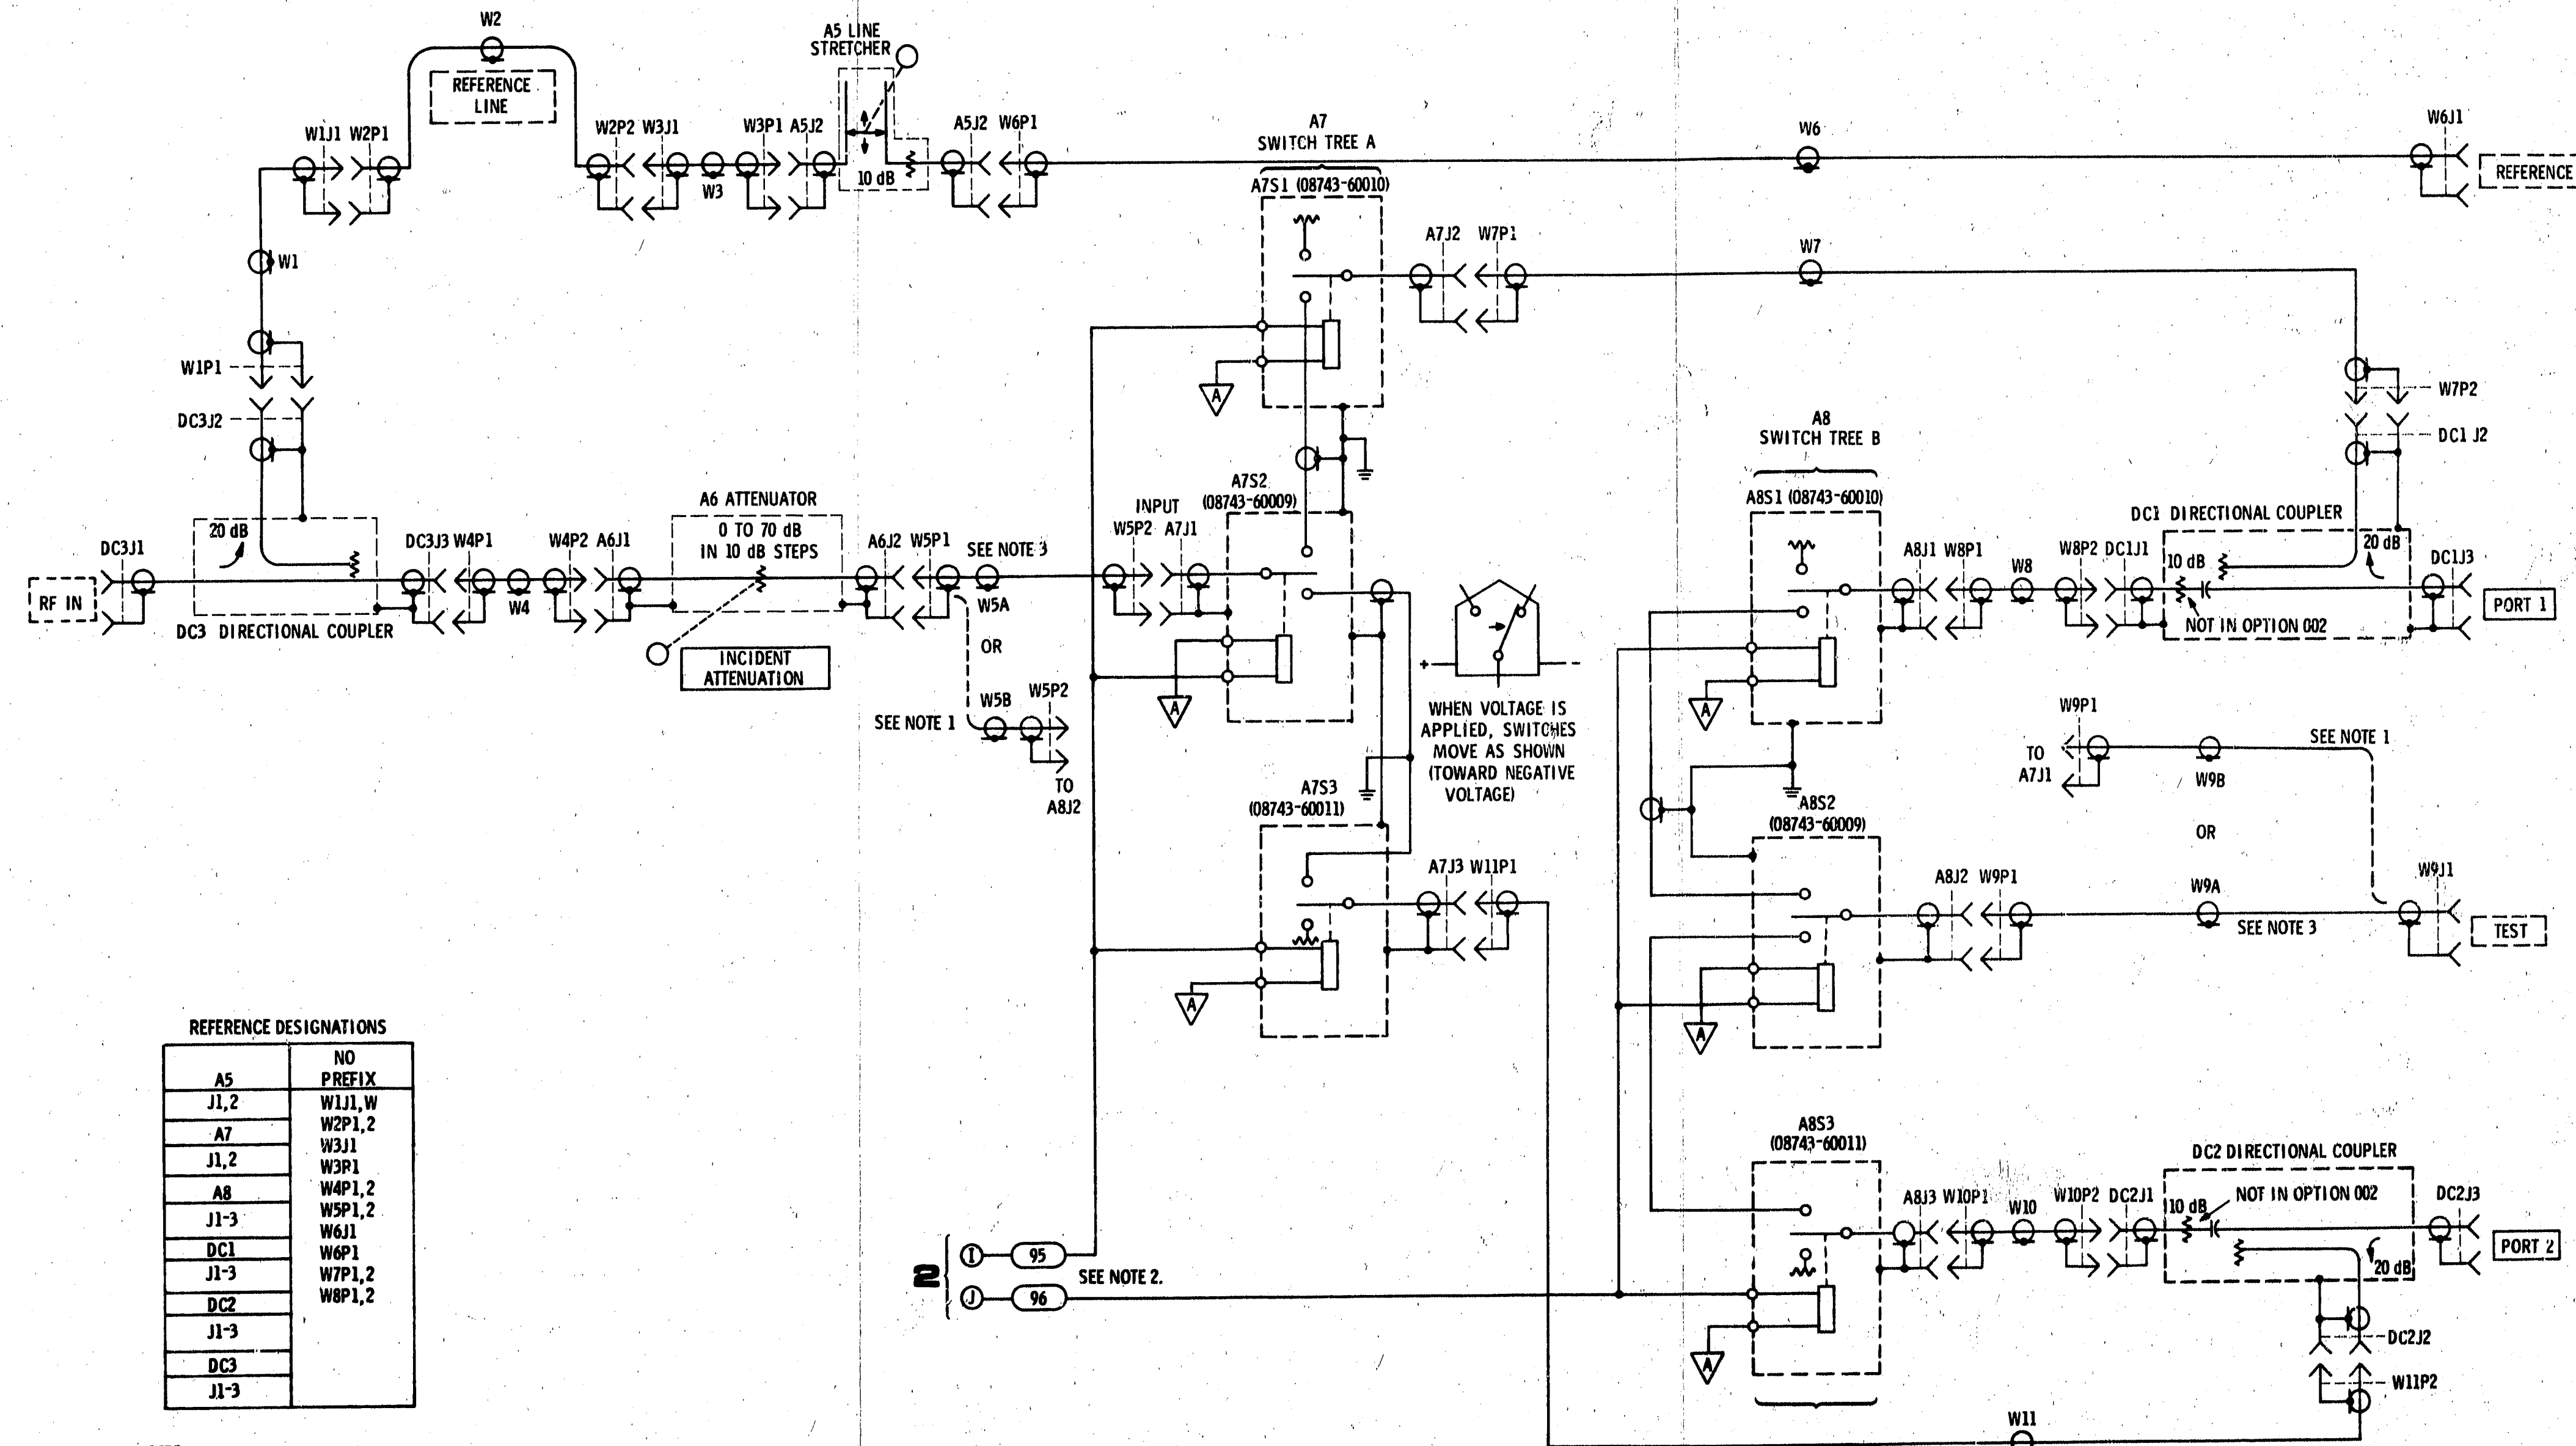 W2
REFERENCE
LINE
A5 LINE
STRETCHER
W1J1 W2P1
W2P2 W3J1
W3
W3P1 A5J2
10 dB
A5J2 W6P1
A7
SWITCH TREE A
A7S1 (08743-60010)
W6
W6J1
REFERENCE
A7J2 W7P1
W7
W1
W1P1
DC3J2
A
W7P2
DC1 J2
A8
SWITCH TREE B
A8S1 (08743-60010)
DC3J1
RF IN
20 dB
DC3 DIRECTIONAL COUPLER
DC3J3 W4P1
W4
W4P2 A6J1
A6 ATTENUATOR
0 TO 70 dB
IN 10 dB STEPS
INCIDENT
ATTENUATION
A6J2 W5P1
SEE NOTE 3
W5A
OR
W5B
W5P2
SEE NOTE 1
TO
A8J2
INPUT
W5P2 A7J1
A7S2
(08743-60009)
A
+
-
WHEN VOLTAGE IS
APPLIED, SWITCHES
MOVE AS SHOWN
(TOWARD NEGATIVE
VOLTAGE)
A
A8J1 W8P1
W8
W8P2 DC1J1
DC1 DIRECTIONAL COUPLER
10 dB
20 dB
NOT IN OPTION 002
DC1J3
PORT 1
W9P1
TO
A7J1
W9B
SEE NOTE 1
OR
A7S3
(08743-60011)
A7J3 W11P1
A
A8S2
(08743-60009)
A8J2 W9P1
W9A
SEE NOTE 3
W9J1
TEST
A
REFERENCE DESIGNATIONS
A5
NO
PREFIX
J1,2
W1J1,W
W2P1,2
A7
W3J1
J1,2
W3R1
A8
W4P1,2
J1-3
W5P1,2
W6J1
DC1
W6P1
J1-3
W7P1,2
DC2
W8P1,2
J1-3
DC3
J1-3
2
I
95
J
96
SEE NOTE 2.
A8S3
(08743-60011)
A
A8J3 W10P1
W10
W10P2 DC2J1
DC2 DIRECTIONAL COUPLER
10 dB
NOT IN OPTION 002
20 dB
DC2J3
PORT 2
DC2J2
W11P2
W11